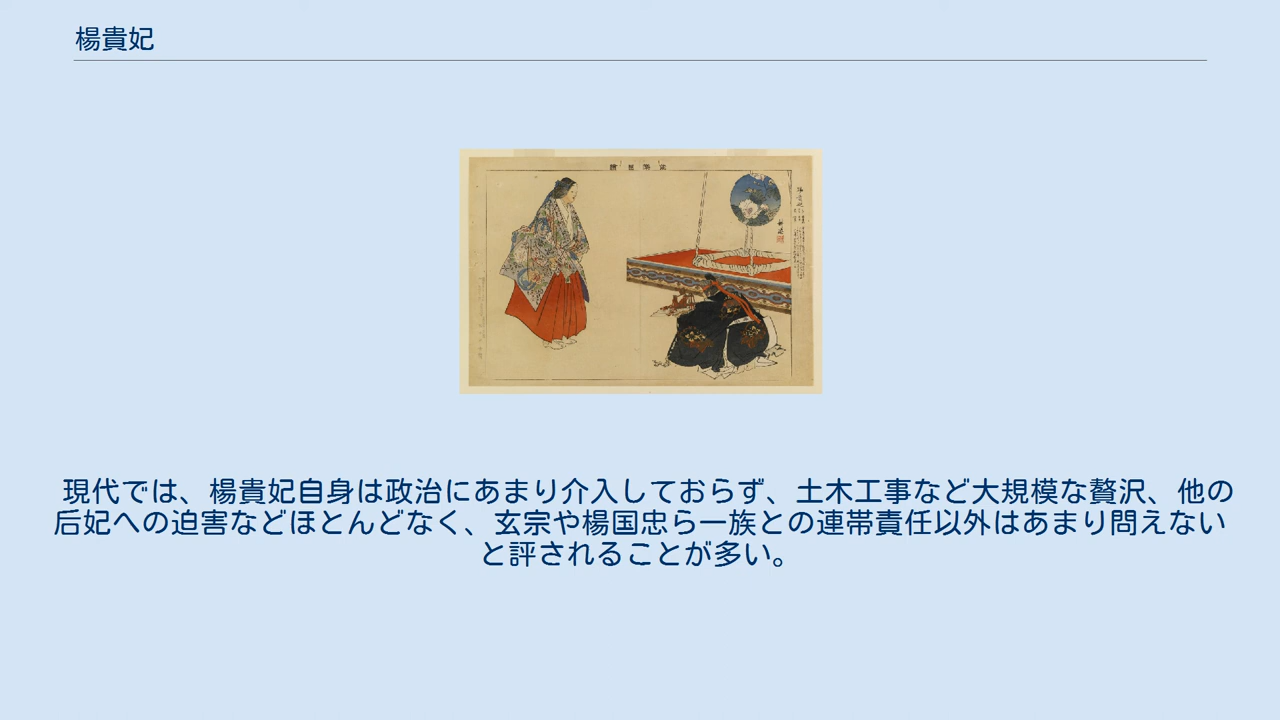 楊貴妃
現代では、楊貴妃自身は政治にあまり介入しておらず、土木工事など大規模な贅沢、他の
后妃への迫害などほとんどなく、玄宗や楊国忠ら一族との連帯責任以外はあまり問えない
と評されることが多い。